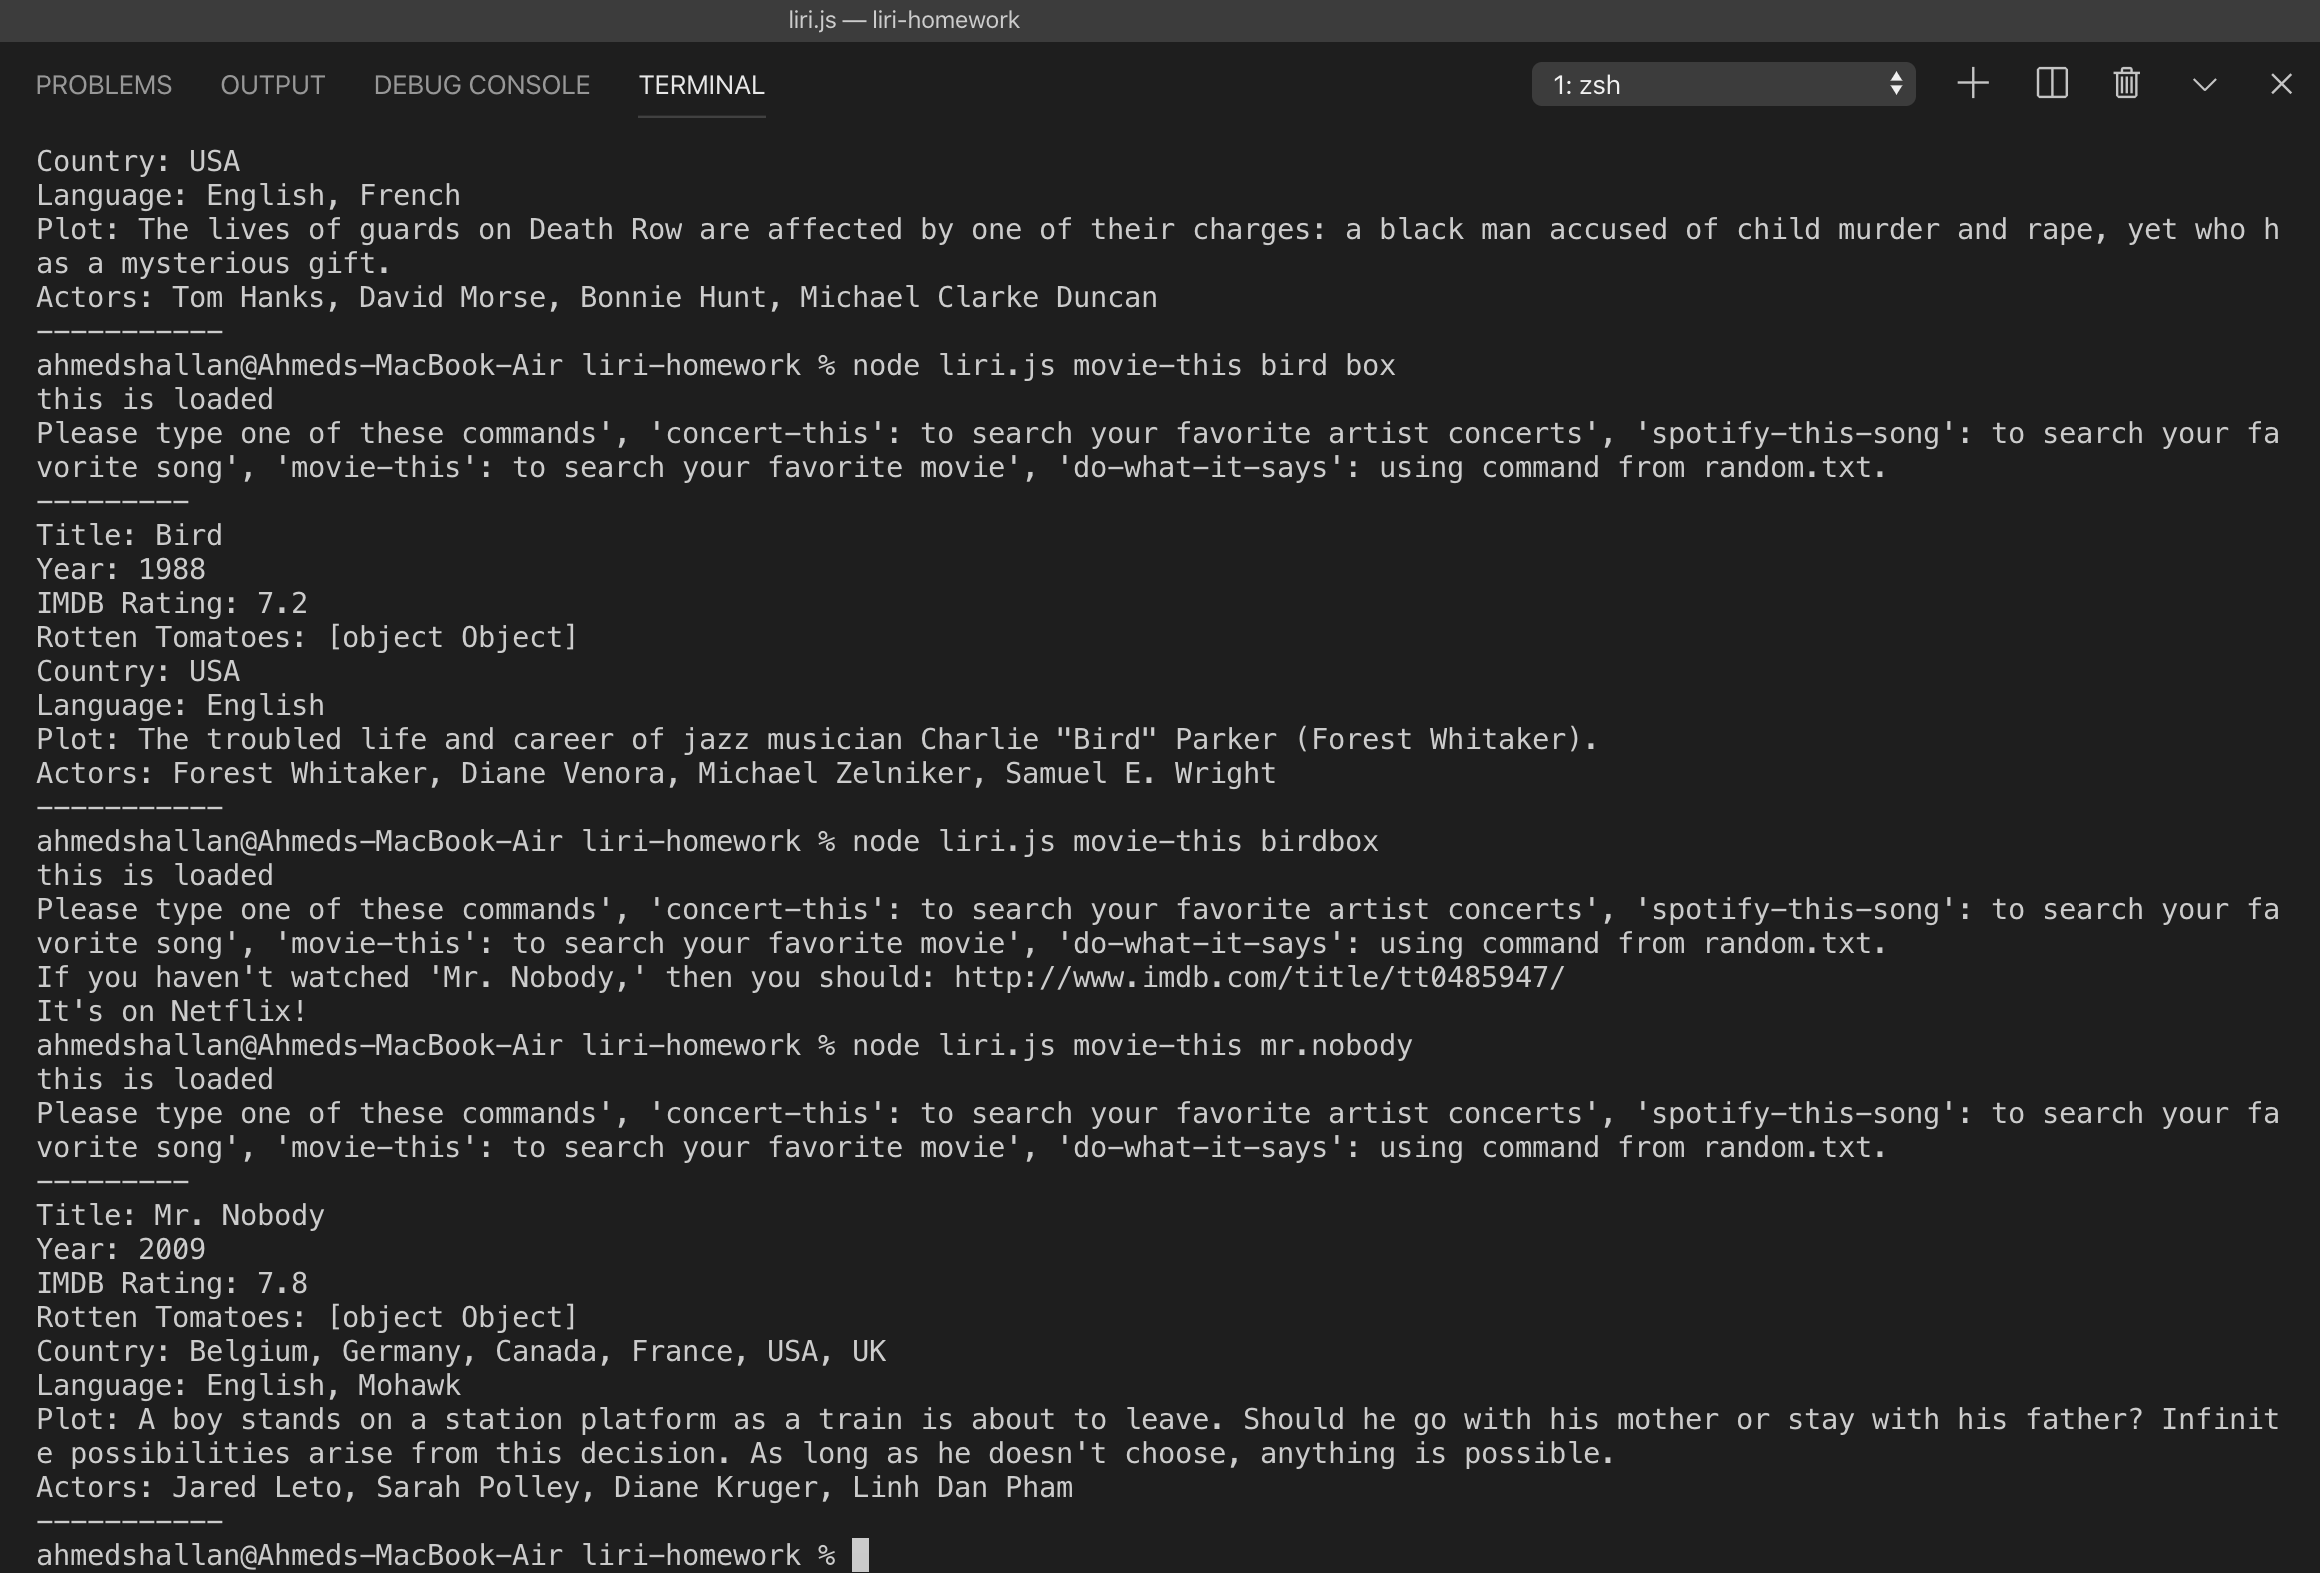 liri.js — liri-homework
PROBLEMS OUTPUT DEBUG CONSOLE TERMINAL 1: zsh
Country: USA
Language: English, French
Plot: The lives of guards on Death Row are affected by one of their charges: a black man accused of child murder and rape, yet who h
as a mysterious gift.
Actors: Tom Hanks, David Morse, Bonnie Hunt, Michael Clarke Duncan
-----------
ahmedshallan@Ahmeds-MacBook-Air liri-homework % node liri.js movie-this bird box
this is loaded
Please type one of these commands', 'concert-this': to search your favorite artist concerts', 'spotify-this-song': to search your fa
vorite song', 'movie-this': to search your favorite movie', 'do-what-it-says': using command from random.txt.
---------
Title: Bird
Year: 1988
IMDB Rating: 7.2
Rotten Tomatoes: [object Object]
Country: USA
Language: English
Plot: The troubled life and career of jazz musician Charlie "Bird" Parker (Forest Whitaker).
Actors: Forest Whitaker, Diane Venora, Michael Zelniker, Samuel E. Wright
-----------
ahmedshallan@Ahmeds-MacBook-Air liri-homework % node liri.js movie-this birdbox
this is loaded
Please type one of these commands', 'concert-this': to search your favorite artist concerts', 'spotify-this-song': to search your fa
vorite song', 'movie-this': to search your favorite movie', 'do-what-it-says': using command from random.txt.
If you haven't watched 'Mr. Nobody,' then you should: http://www.imdb.com/title/tt0485947/
It's on Netflix!
ahmedshallan@Ahmeds-MacBook-Air liri-homework % node liri.js movie-this mr.nobody
this is loaded
Please type one of these commands', 'concert-this': to search your favorite artist concerts', 'spotify-this-song': to search your fa
vorite song', 'movie-this': to search your favorite movie', 'do-what-it-says': using command from random.txt.
---------
Title: Mr. Nobody
Year: 2009
IMDB Rating: 7.8
Rotten Tomatoes: [object Object]
Country: Belgium, Germany, Canada, France, USA, UK
Language: English, Mohawk
Plot: A boy stands on a station platform as a train is about to leave. Should he go with his mother or stay with his father? Infinit
e possibilities arise from this decision. As long as he doesn't choose, anything is possible.
Actors: Jared Leto, Sarah Polley, Diane Kruger, Linh Dan Pham
-----------
ahmedshallan@Ahmeds-MacBook-Air liri-homework %